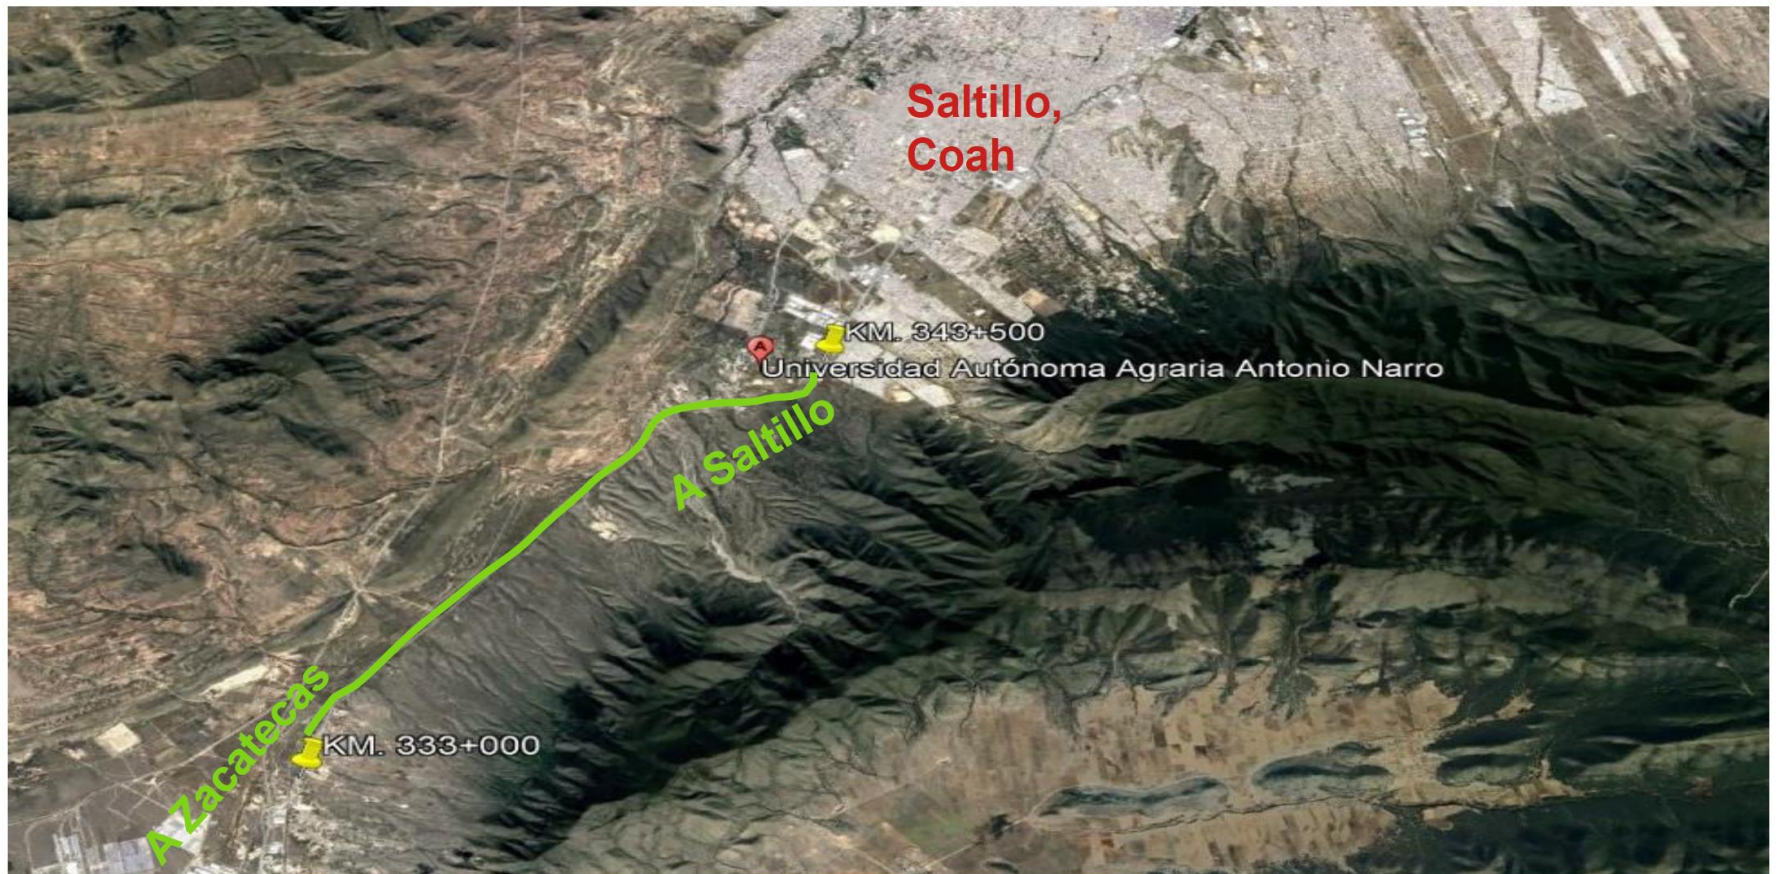 Saltillo,
Coah
KM. 343+500
A
Universidad Autónoma Agraria Antonio Narro
A Saltillo
A Zacatecas
KM. 333+000